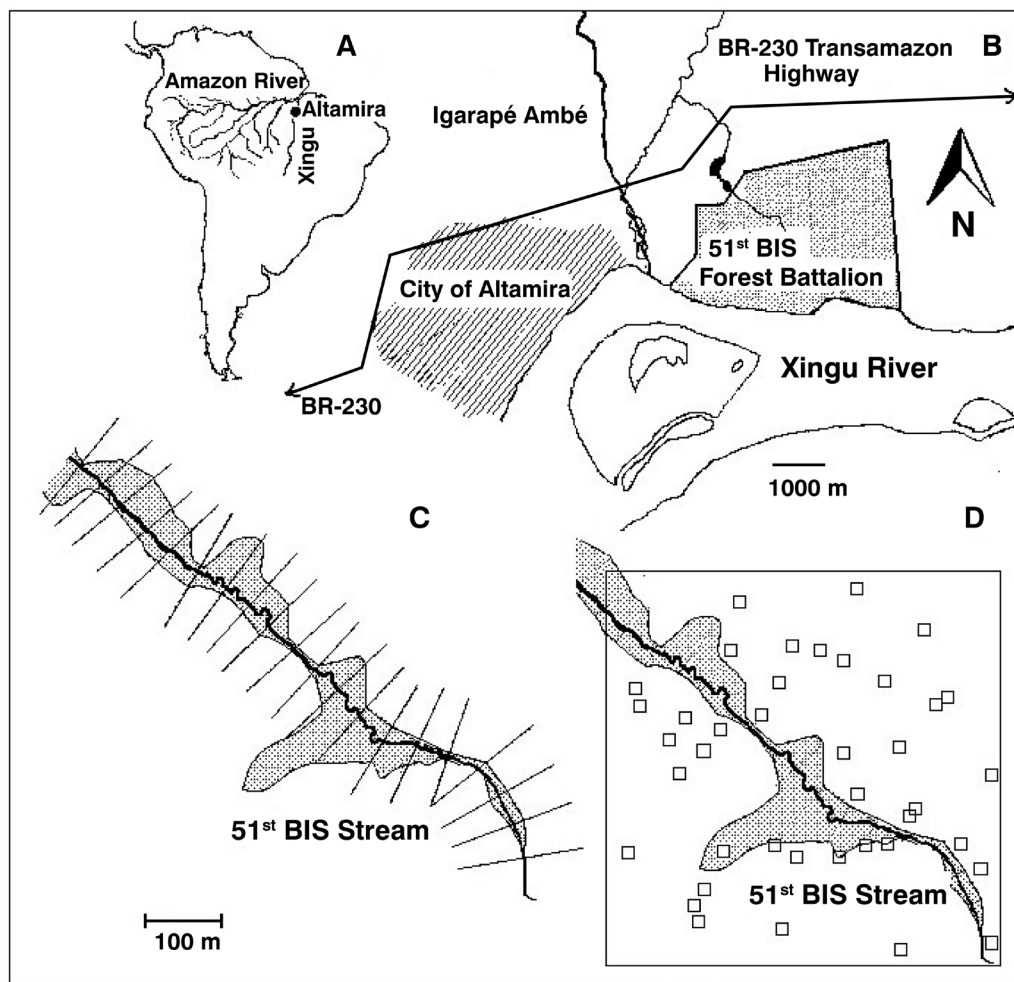 A
Amazon River
Altamira
Xingu
B
BR-230 Transamazon
Highway
Igarapé Ambé
N
51st BIS
Forest Battalion
City of Altamira
Xingu River
BR-230
1000 m
C
51st BIS Stream
100 m
D
51st BIS Stream